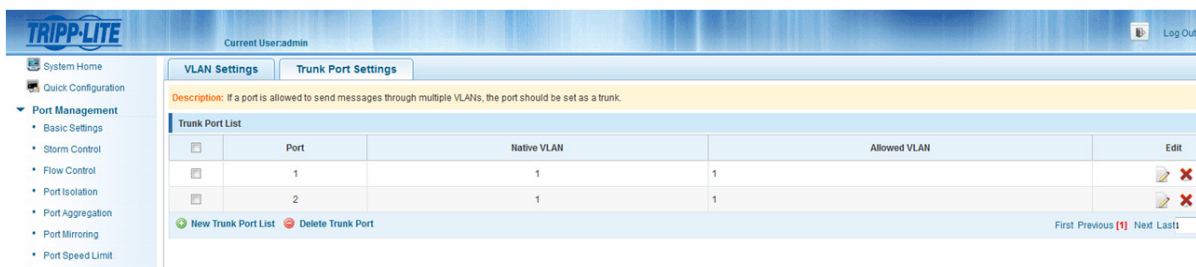 TRIPP·LITE
Current User:admin
Log Out
System Home
Quick Configuration
Port Management
Basic Settings
Storm Control
Flow Control
Port Isolation
Port Aggregation
Port Mirroring
Port Speed Limit
VLAN Settings
Trunk Port Settings
Description: If a port is allowed to send messages through multiple VLANs, the port should be set as a trunk.
Trunk Port List
Port Native VLAN Allowed VLAN Edit
1 1 1
2 1 1
New Trunk Port List Delete Trunk Port
First Previous [1] Next Last 1